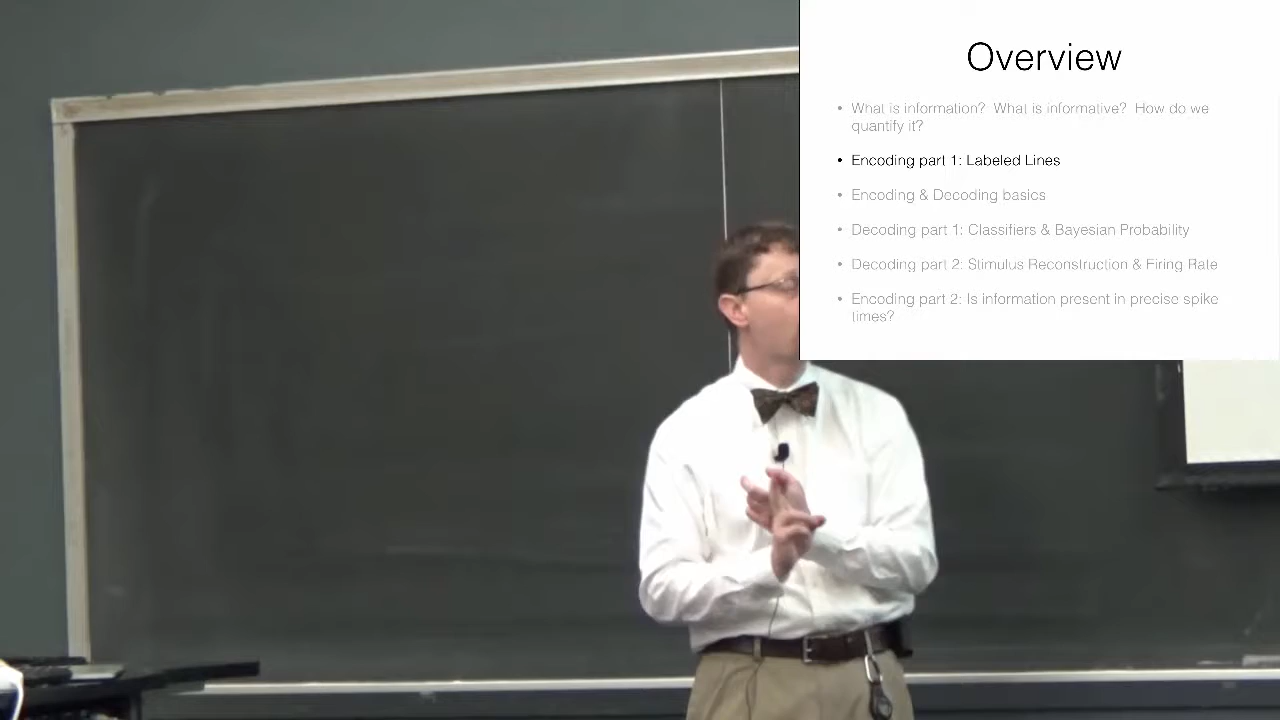 Overview
• What is information? What is informative? How do we
quantify it?
• Encoding part 1: Labeled Lines
• Encoding & Decoding basics
• Decoding part 1: Classifiers & Bayesian Probability
• Decoding part 2: Stimulus Reconstruction & Firing Rate
• Encoding part 2: Is information present in precise spike
times?